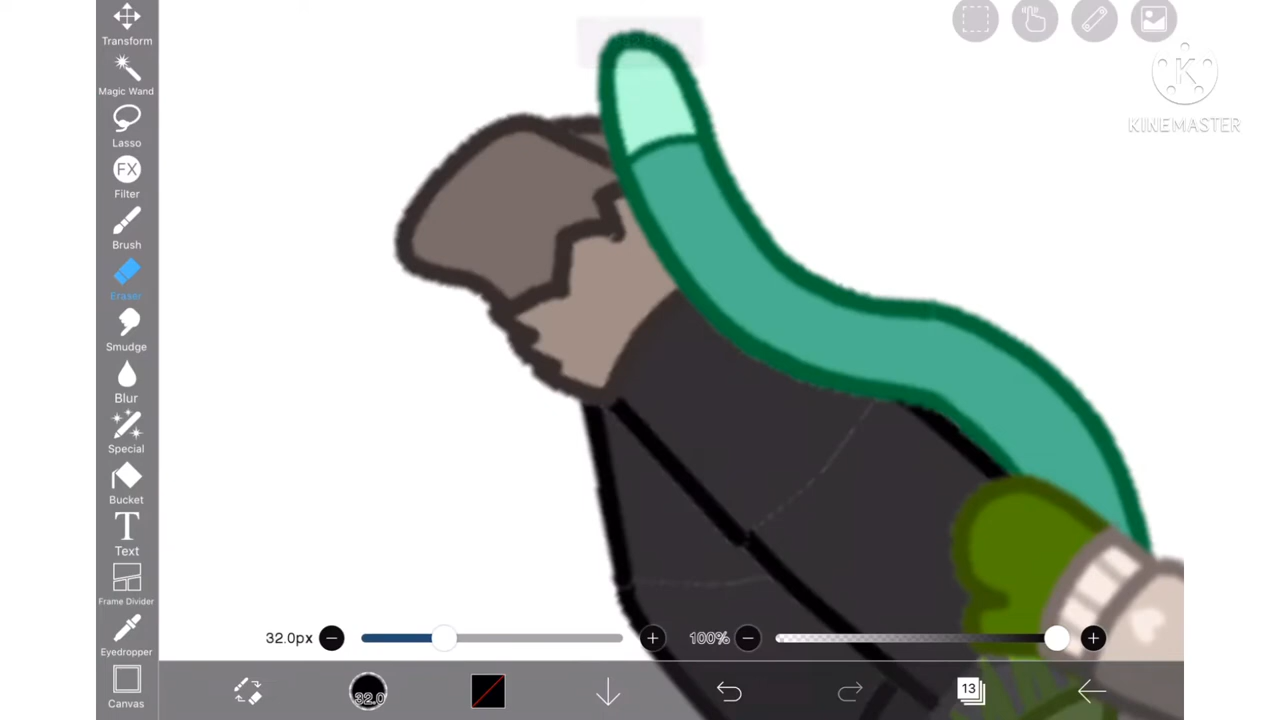 Transform
Magic Wand
Lasso
FX
Filter
Brush
Eraser
Smudge
Blur
Special
Bucket
T
Text
Frame Divider
Eyedropper
Canvas
K
KINEMASTER
32.0px
100%
32.0
13